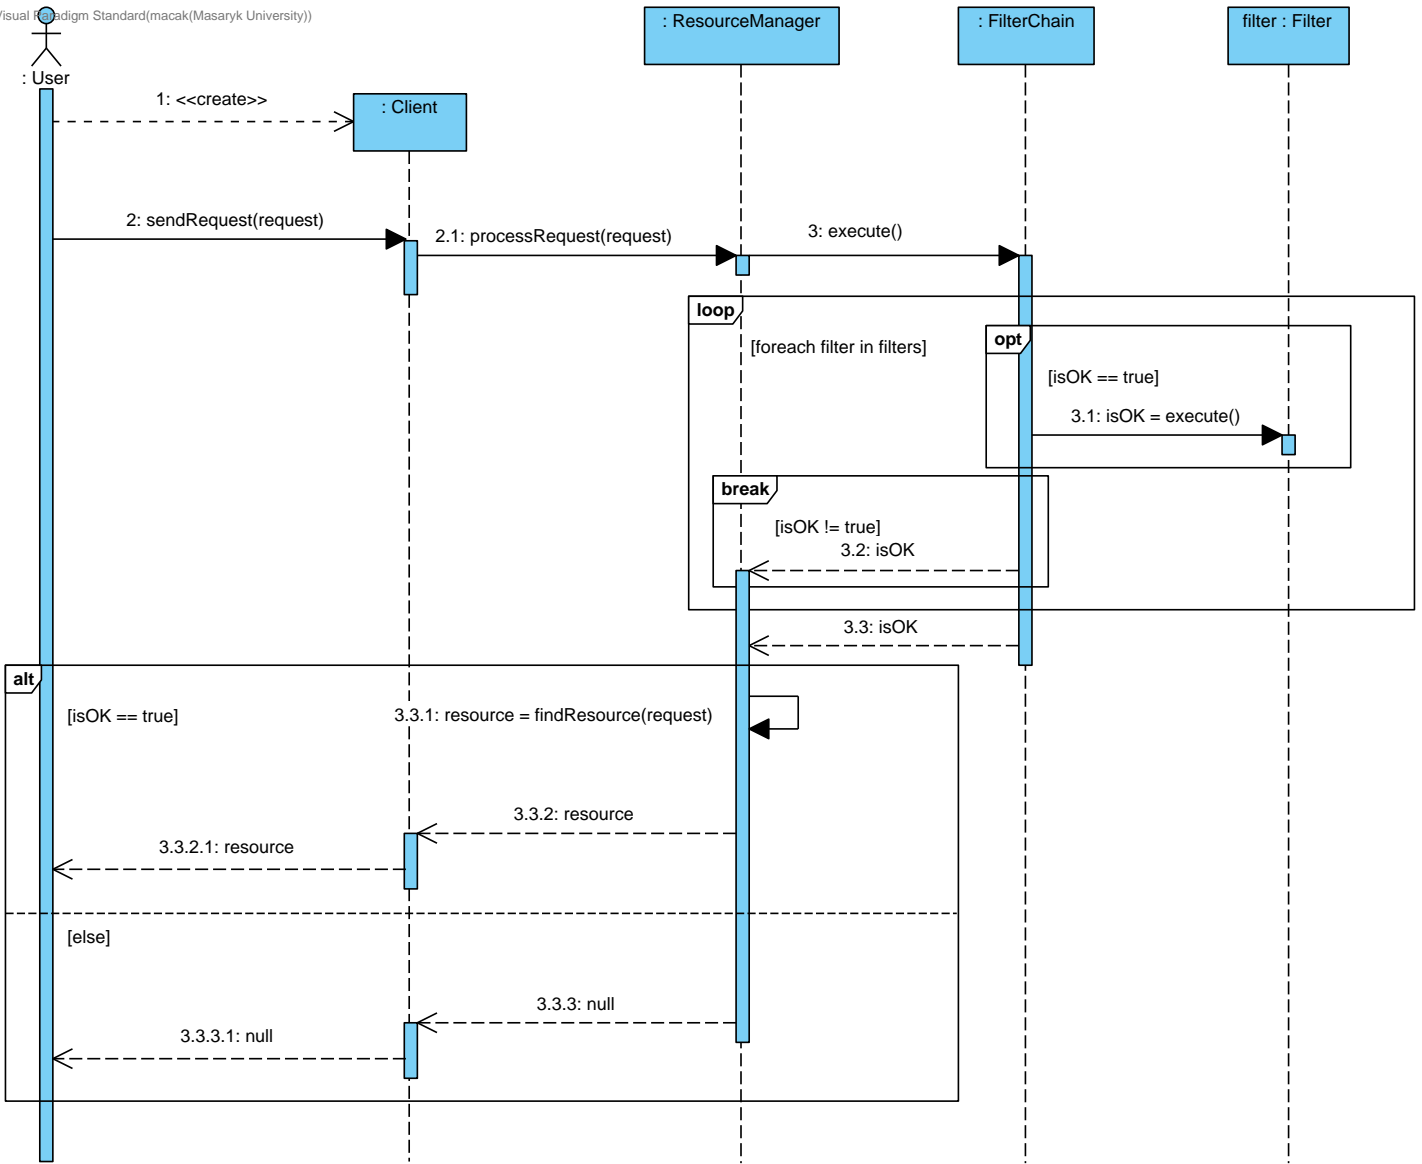 Visual Paradigm Standard(macak(Masaryk University))
: User
: Client
: ResourceManager
: FilterChain
filter : Filter
1: <<create>>
2: sendRequest(request)
2.1: processRequest(request)
3: execute()
loop
[foreach filter in filters]
opt
[isOK == true]
3.1: isOK = execute()
break
[isOK != true]
3.2: isOK
3.3: isOK
alt
[isOK == true]
3.3.1: resource = findResource(request)
3.3.2: resource
3.3.2.1: resource
[else]
3.3.3: null
3.3.3.1: null